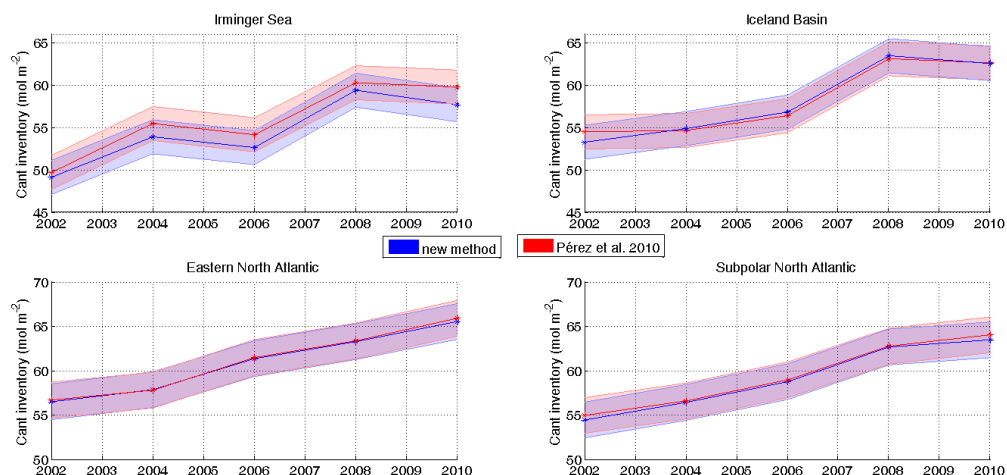 Irminger Sea
Cant inventory (mol m⁻²)
65
60
55
50
45
2002 2003 2004 2005 2006 2007 2008 2009 2010
Iceland Basin
Cant inventory (mol m⁻²)
65
60
55
50
45
2002 2003 2004 2005 2006 2007 2008 2009 2010
new method
Pérez et al. 2010
Eastern North Atlantic
Cant inventory (mol m⁻²)
70
65
60
55
50
2002 2003 2004 2005 2006 2007 2008 2009 2010
Subpolar North Atlantic
Cant inventory (mol m⁻²)
70
65
60
55
50
2002 2003 2004 2005 2006 2007 2008 2009 2010